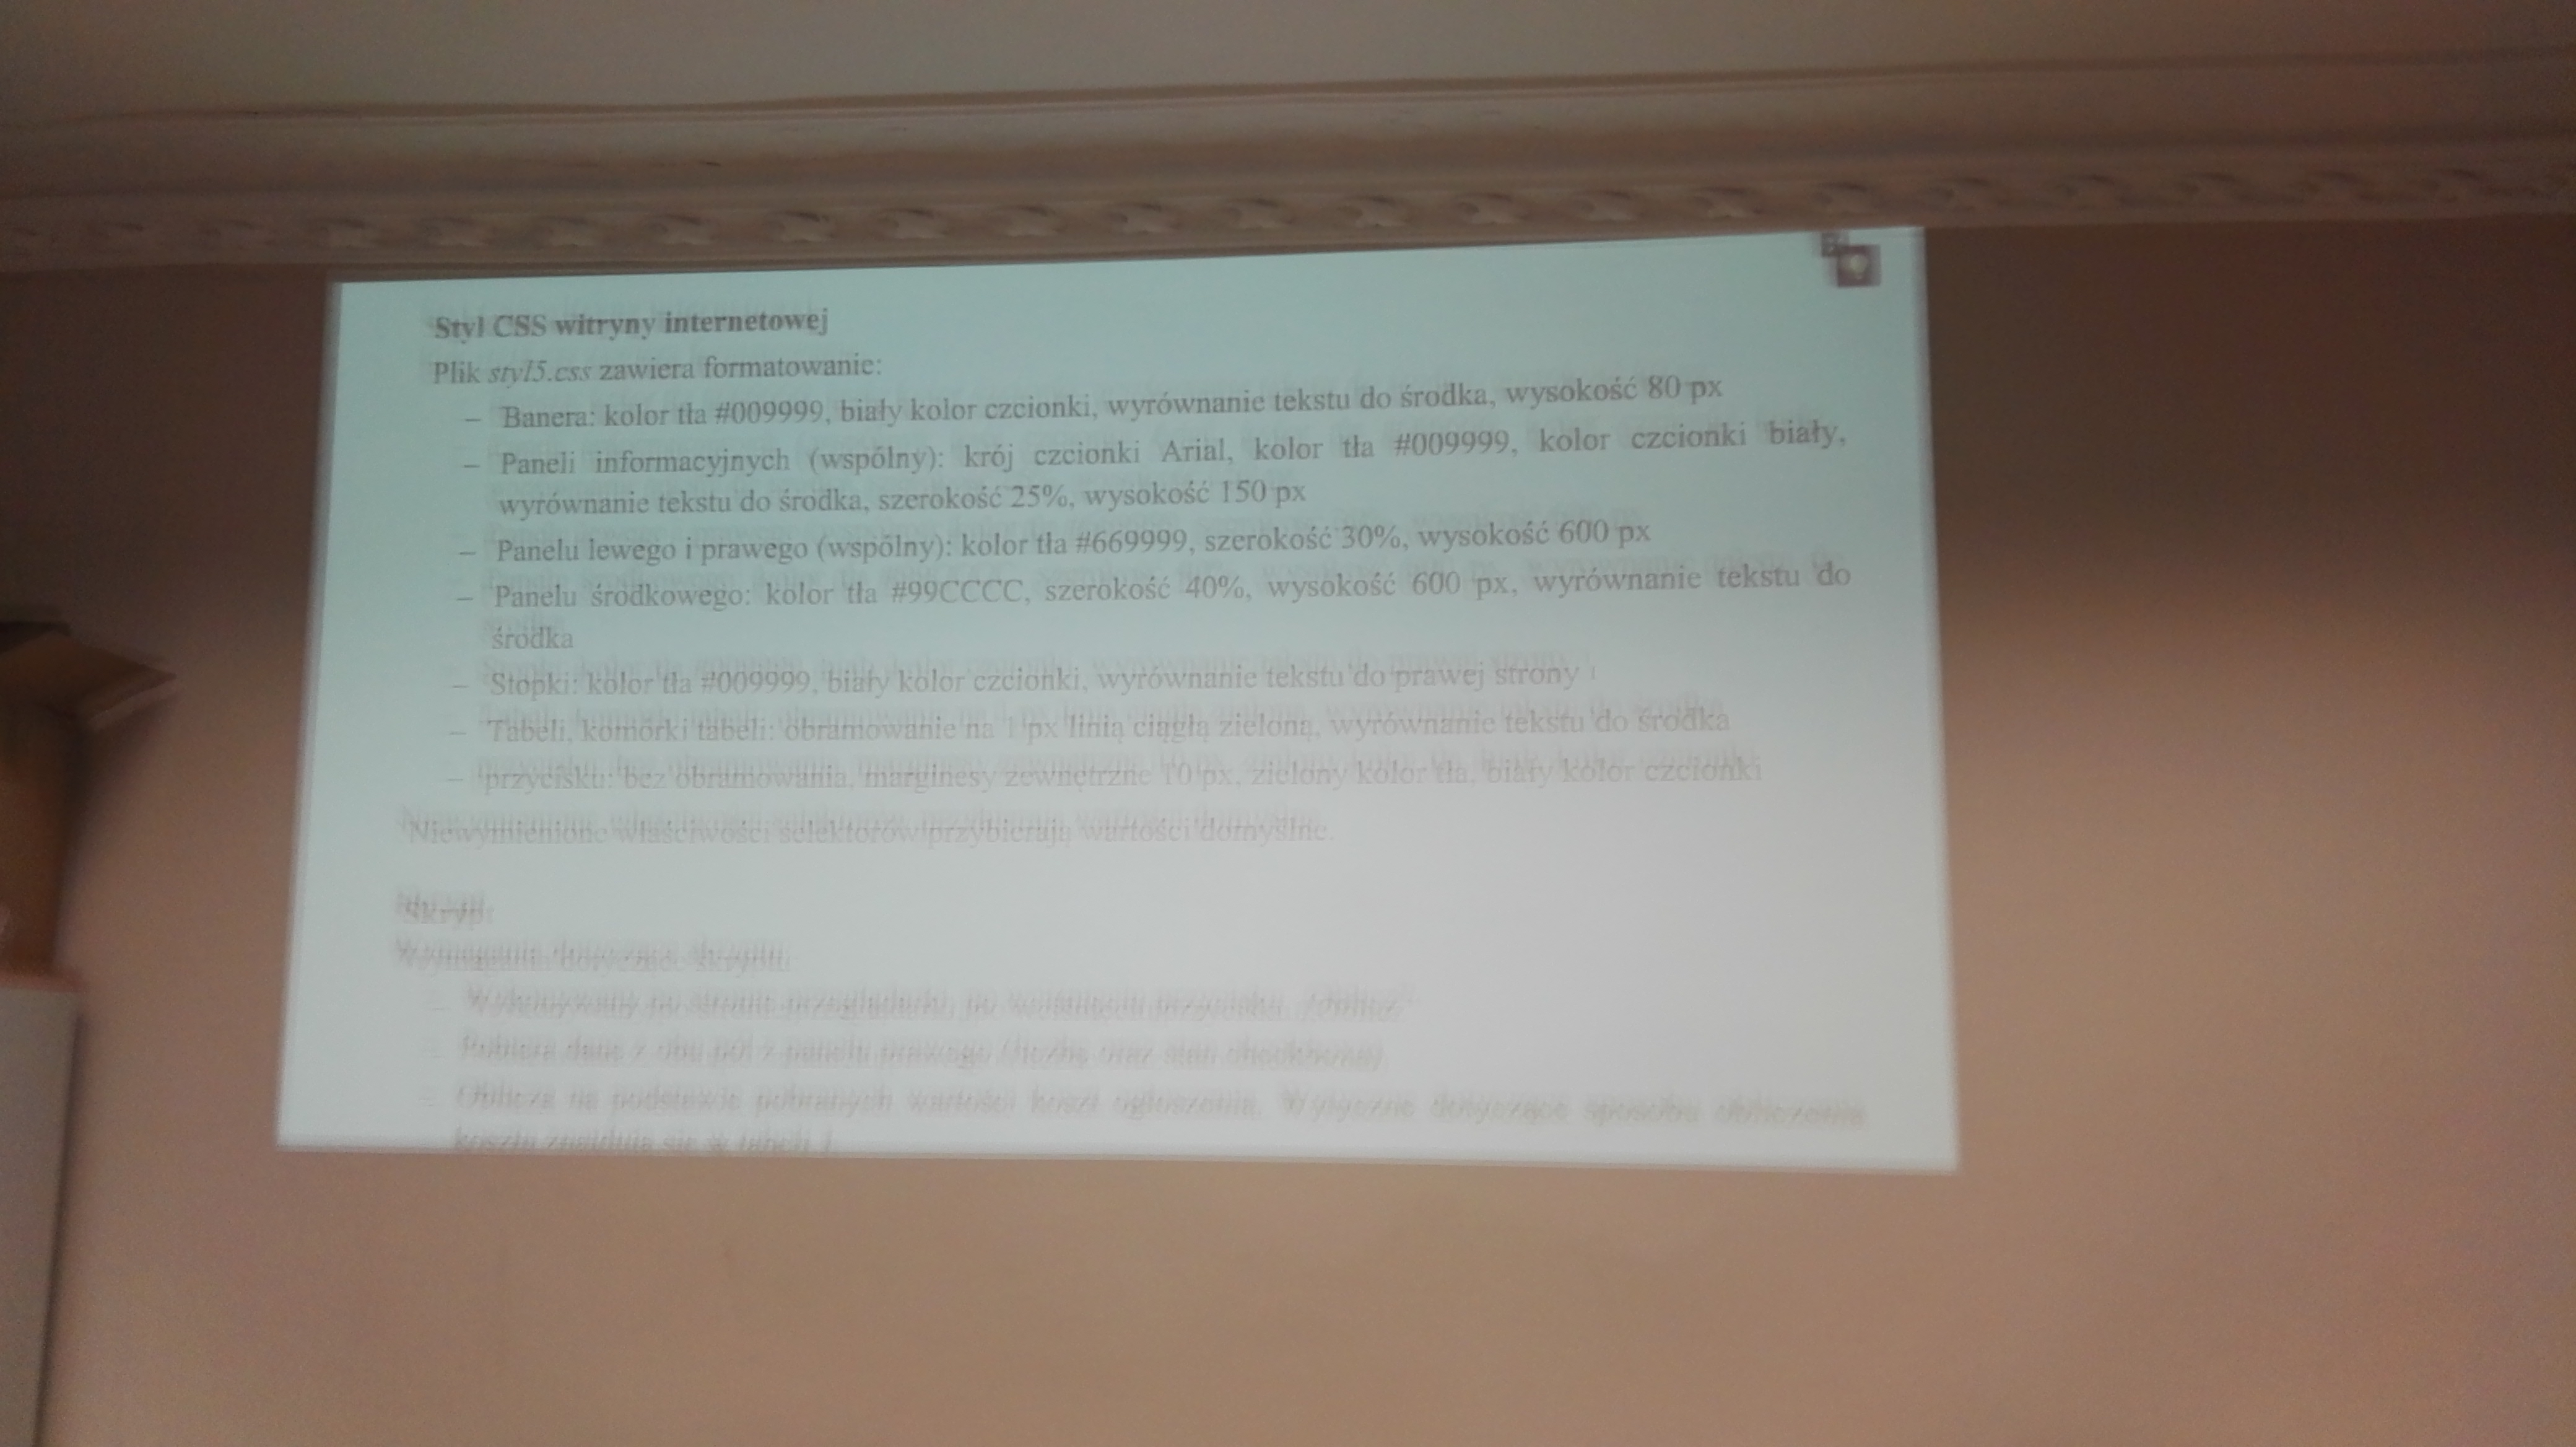 Styl CSS witryny internetowej
Plik styl5.css zawiera formatowanie:
– Banera: kolor tła #009999, biały kolor czcionki, wyrównanie tekstu do środka, wysokość 80 px
– Paneli informacyjnych (wspólny): krój czcionki Arial, kolor tła #009999, kolor czcionki biały,
wyrównanie tekstu do środka, szerokość 25%, wysokość 150 px
– Panelu lewego i prawego (wspólny): kolor tła #669999, szerokość 30%, wysokość 600 px
– Panelu środkowego: kolor tła #99CCCC, szerokość 40%, wysokość 600 px, wyrównanie tekstu do
środka
– Stopki: kolor tła #009999, biały kolor czcionki, wyrównanie tekstu do prawej strony
– Tabeli, komórki tabeli: obramowanie na 1 px linią ciągłą zieloną, wyrównanie tekstu do środka
– przycisku: bez obramowania, marginesy zewnętrzne 10 px, zielony kolor tła, biały kolor czcionki
Niewymienione właściwości selektorów przybierają wartości domyślne.
Skrypt
Wymagania dotyczące skryptu:
– Wykonywany po stronie przeglądarki, po wciśnięciu przycisku
– Pobiera dane z obu pól z panelu prawego
– Oblicza na podstawie pobranych wartości koszt ogłoszenia. Wytyczne dotyczące sposobu obliczenia
kosztu znajdują się w tabeli 1